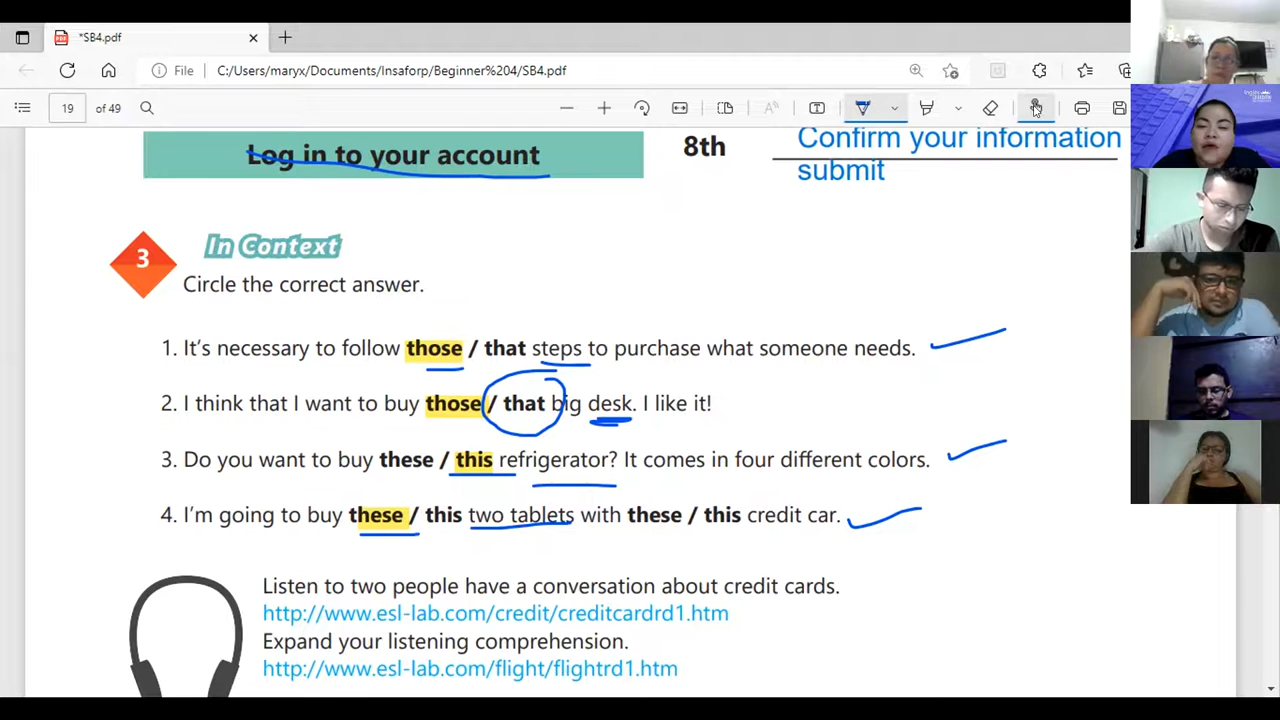 *SB4.pdf
File
C:/Users/maryx/Documents/Insaforp/Beginner%204/SB4.pdf
19 of 49
Log in to your account
8th
Confirm your information
submit
3
In Context
Circle the correct answer.
1. It's necessary to follow those / that steps to purchase what someone needs.
2. I think that I want to buy those / that big desk. I like it!
3. Do you want to buy these / this refrigerator? It comes in four different colors.
4. I'm going to buy these / this two tablets with these / this credit car.
Listen to two people have a conversation about credit cards.
http://www.esl-lab.com/credit/creditcardrd1.htm
Expand your listening comprehension.
http://www.esl-lab.com/flight/flightrd1.htm